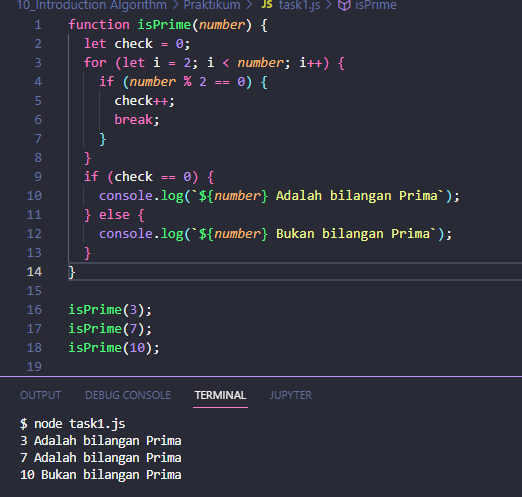 10_Introduction Algorithm > Praktikum > JS task1.js > isPrime
1 function isPrime(number) {
2 let check = 0;
3 for (let i = 2; i < number; i++) {
4 if (number % 2 == 0) {
5 check++;
6 break;
7 }
8 }
9 if (check == 0) {
10 console.log(`${number} Adalah bilangan Prima`);
11 } else {
12 console.log(`${number} Bukan bilangan Prima`);
13 }
14 }
15
16 isPrime(3);
17 isPrime(7);
18 isPrime(10);
19
OUTPUT DEBUG CONSOLE TERMINAL JUPYTER
$ node task1.js
3 Adalah bilangan Prima
7 Adalah bilangan Prima
10 Bukan bilangan Prima